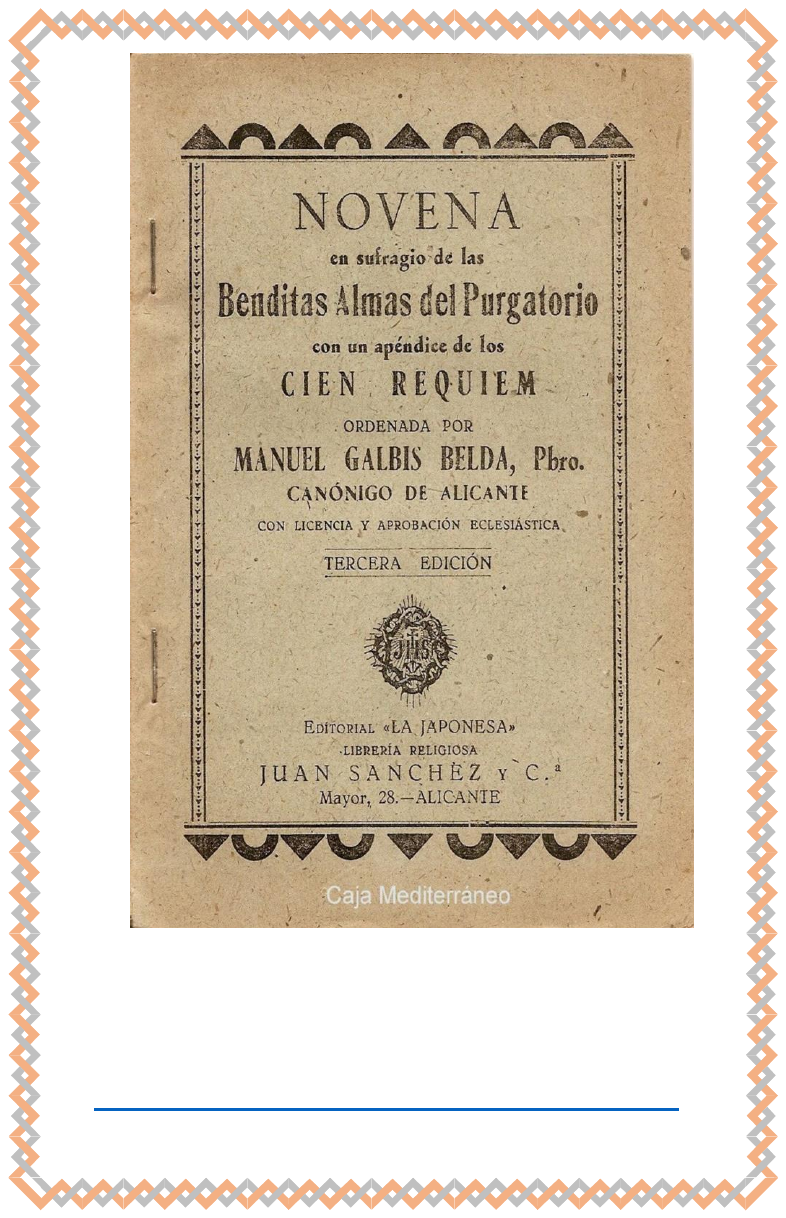 NOVENA
en sufragio de las
Benditas Almas del Purgatorio
con un apéndice de los
CIEN REQUIEM
ORDENADA POR
MANUEL GALBIS BELDA, Pbro.
CANÓNIGO DE ALICANTE
CON LICENCIA Y APROBACIÓN ECLESIÁSTICA
TERCERA EDICIÓN
JHS
EDITORIAL «LA JAPONESA»
LIBRERÍA RELIGIOSA
JUAN SANCHEZ Y C.ª
Mayor, 28.—ALICANTE
Caja Mediterráneo